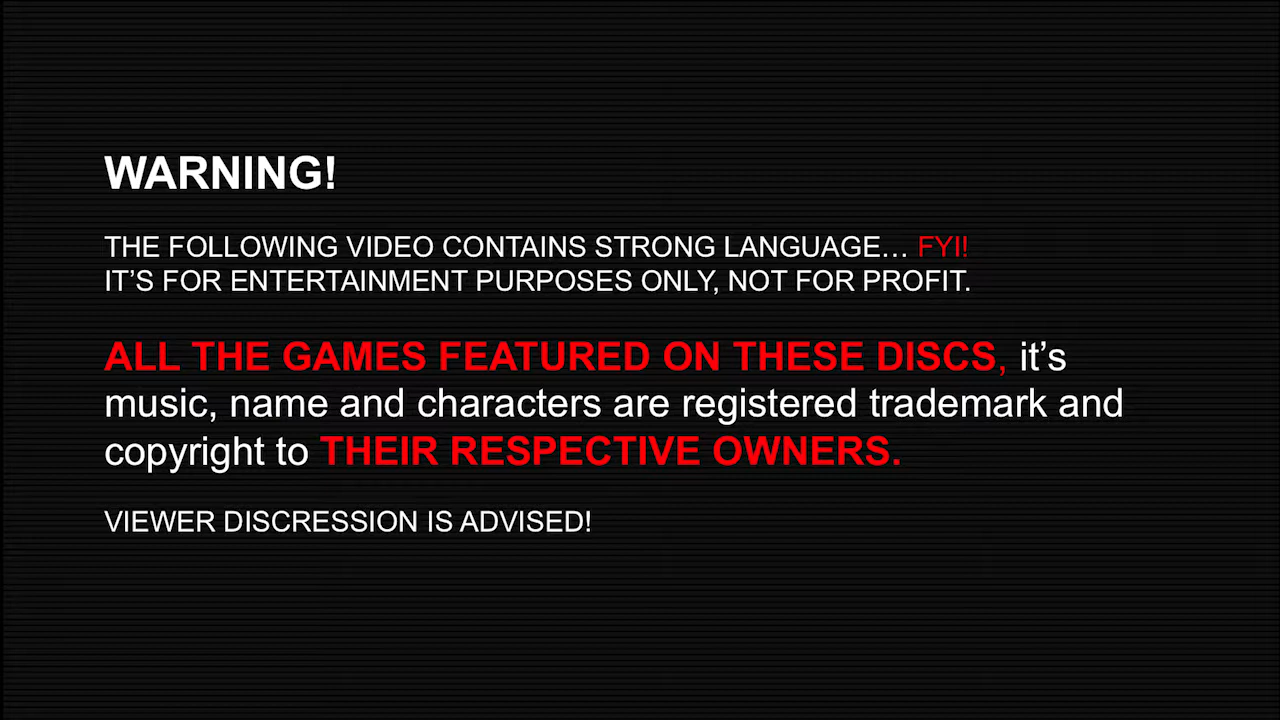 WARNING!
THE FOLLOWING VIDEO CONTAINS STRONG LANGUAGE… FYI!
IT’S FOR ENTERTAINMENT PURPOSES ONLY, NOT FOR PROFIT.
ALL THE GAMES FEATURED ON THESE DISCS, it’s
music, name and characters are registered trademark and
copyright to THEIR RESPECTIVE OWNERS.
VIEWER DISCRESSION IS ADVISED!